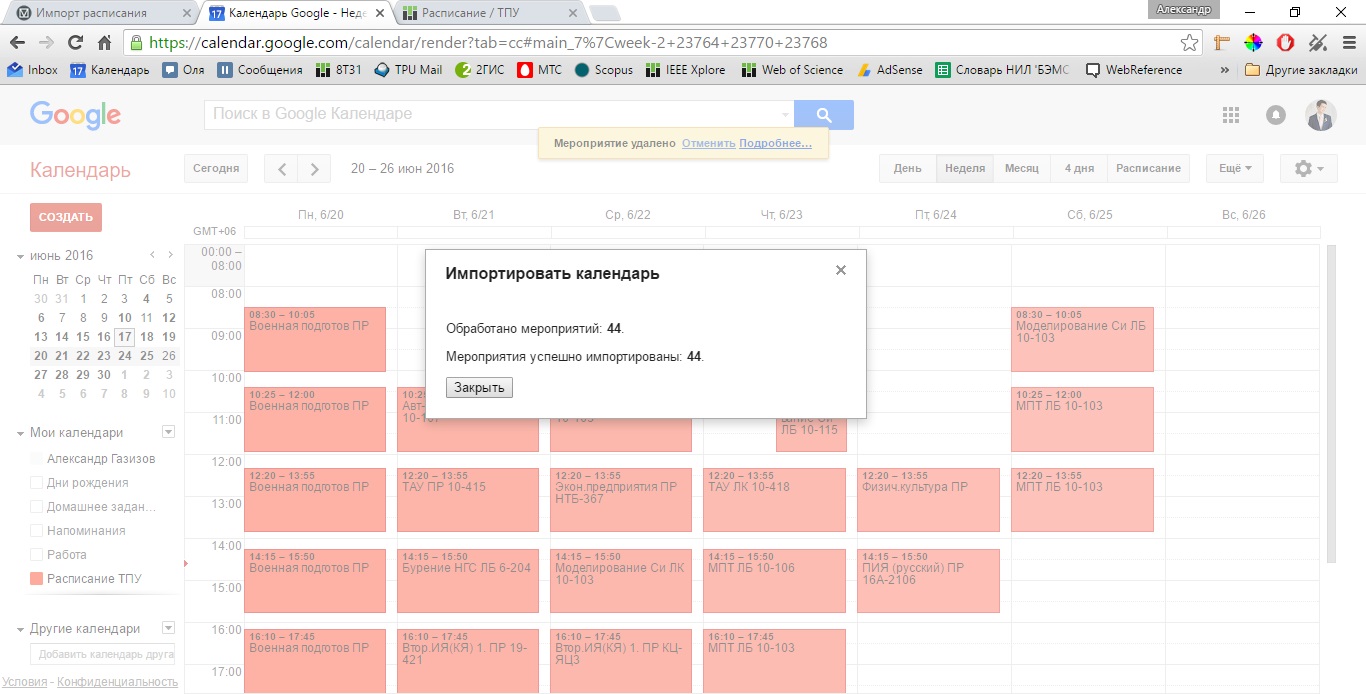 Импорт расписания
Календарь Google - Неде
Расписание / ТПУ
Александр
https://calendar.google.com/calendar/render?tab=cc#main_7%7Cweek-2+23764+23770+23768
Inbox Календарь Оля Сообщения 8Т31 TPU Mail 2ГИС МТС Scopus IEEE Xplore Web of Science AdSense Словарь НИЛ 'БЭМС WebReference » Другие закладки
Google
Поиск в Google Календаре
Мероприятие удалено Отменить Подробнее...
Календарь
Сегодня
20 – 26 июн 2016
День Неделя Месяц 4 дня Расписание
Ещё
СОЗДАТЬ
Пн, 6/20 Вт, 6/21 Ср, 6/22 Чт, 6/23 Пт, 6/24 Сб, 6/25 Вс, 6/26
GMT+06
июнь 2016
Пн Вт Ср Чт Пт Сб Вс
30 31 1 2 3 4 5
6 7 8 9 10 11 12
13 14 15 16 17 18 19
20 21 22 23 24 25 26
27 28 29 30 1 2 3
4 5 6 7 8 9 10
Мои календари
Александр Газизов
Дни рождения
Домашнее задан...
Напоминания
Работа
Расписание ТПУ
Другие календари
Добавить календарь друга
Условия - Конфиденциальность
00:00 –
08:00
08:00
09:00
10:00
11:00
12:00
13:00
14:00
15:00
16:00
17:00
08:30 – 10:05
Военная подготов ПР
10:25 – 12:00
Военная подготов ПР
12:20 – 13:55
Военная подготов ПР
14:15 – 15:50
Военная подготов ПР
16:10 – 17:45
Военная подготов ПР
12:20 – 13:55
ТАУ ПР 10-415
14:15 – 15:50
Бурение НГС ЛБ 6-204
16:10 – 17:45
Втор.ИЯ(КЯ) 1. ПР 19-
421
12:20 – 13:55
Экон.предприятия ПР
НТБ-367
14:15 – 15:50
Моделирование Си ЛК
10-103
16:10 – 17:45
Втор.ИЯ(КЯ) 1. ПР КЦ-
ЯЦ3
ЛБ 10-115
12:20 – 13:55
ТАУ ЛК 10-418
14:15 – 15:50
МПТ ЛБ 10-106
16:10 – 17:45
МПТ ЛБ 10-103
12:20 – 13:55
Физич.культура ПР
14:15 – 15:50
ПИЯ (русский) ПР
16А-2106
08:30 – 10:05
Моделирование Си ЛБ
10-103
10:25 – 12:00
МПТ ЛБ 10-103
12:20 – 13:55
МПТ ЛБ 10-103
Импортировать календарь
Обработано мероприятий: 44.
Мероприятия успешно импортированы: 44.
Закрыть